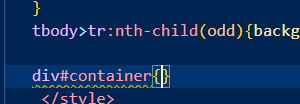 }
tbody>tr:nth-child(odd){backg
div#container{}
</style>